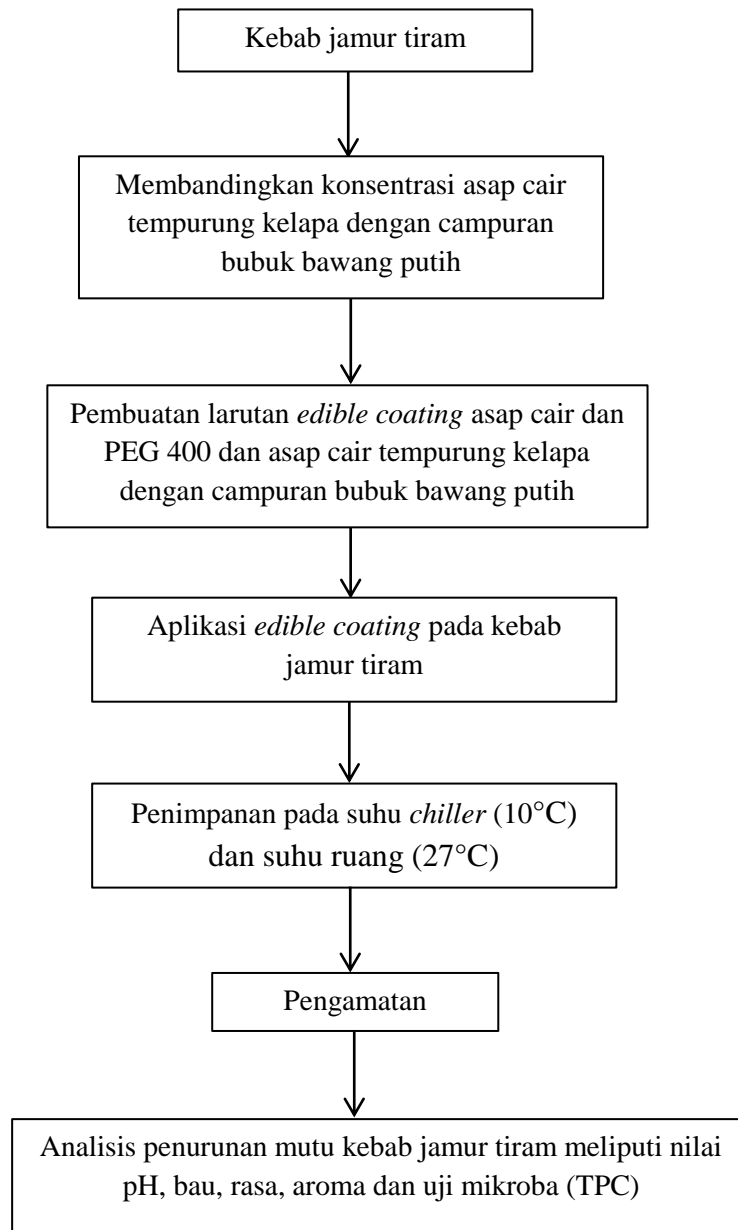 Kebab jamur tiram
Membandingkan konsentrasi asap cair
tempurung kelapa dengan campuran
bubuk bawang putih
Pembuatan larutan edible coating asap cair dan
PEG 400 dan asap cair tempurung kelapa
dengan campuran bubuk bawang putih
Aplikasi edible coating pada kebab
jamur tiram
Penimpanan pada suhu chiller (10°C)
dan suhu ruang (27°C)
Pengamatan
Analisis penurunan mutu kebab jamur tiram meliputi nilai
pH, bau, rasa, aroma dan uji mikroba (TPC)